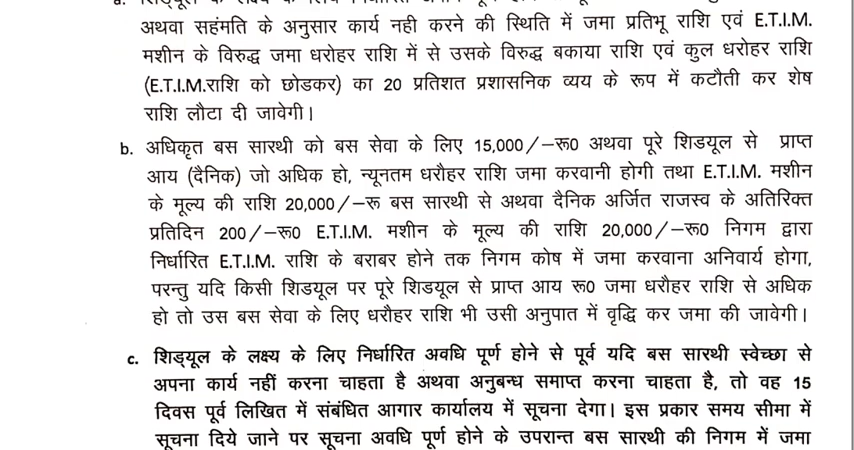 अथवा सहंमति के अनुसार कार्य नही करने की स्थिति में जमा प्रतिभू राशि एवं E.T.I.M.
मशीन के विरुद्ध जमा धरोहर राशि में से उसके विरुद्ध बकाया राशि एवं कुल धरोहर राशि
(E.T.I.M.राशि को छोडकर) का 20 प्रतिशत प्रशासनिक व्यय के रूप में कटौती कर शेष
राशि लौटा दी जावेगी।
b. अधिकृत बस सारथी को बस सेवा के लिए 15,000/–रू0 अथवा पूरे शिडयूल से प्राप्त
आय (दैनिक) जो अधिक हो, न्यूनतम धरौहर राशि जमा करवानी होगी तथा E.T.I.M. मशीन
के मूल्य की राशि 20,000/–रू बस सारथी से अथवा दैनिक अर्जित राजस्व के अतिरिक्त
प्रतिदिन 200/–रू0 E.T.I.M. मशीन के मूल्य की राशि 20,000/–रू0 निगम द्वारा
निर्धारित E.T.I.M. राशि के बराबर होने तक निगम कोष में जमा करवाना अनिवार्य होगा,
परन्तु यदि किसी शिडयूल पर पूरे शिडयूल से प्राप्त आय रू0 जमा धरौहर राशि से अधिक
हो तो उस बस सेवा के लिए धरौहर राशि भी उसी अनुपात में वृद्धि कर जमा की जावेगी।
c. शिड्यूल के लक्ष्य के लिए निर्धारित अवधि पूर्ण होने से पूर्व यदि बस सारथी स्वेच्छा से
अपना कार्य नहीं करना चाहता है अथवा अनुबन्ध समाप्त करना चाहता है, तो वह 15
दिवस पूर्व लिखित में संबंधित आगार कार्यालय में सूचना देगा। इस प्रकार समय सीमा में
सूचना दिये जाने पर सूचना अवधि पूर्ण होने के उपरान्त बस सारथी की निगम में जमा